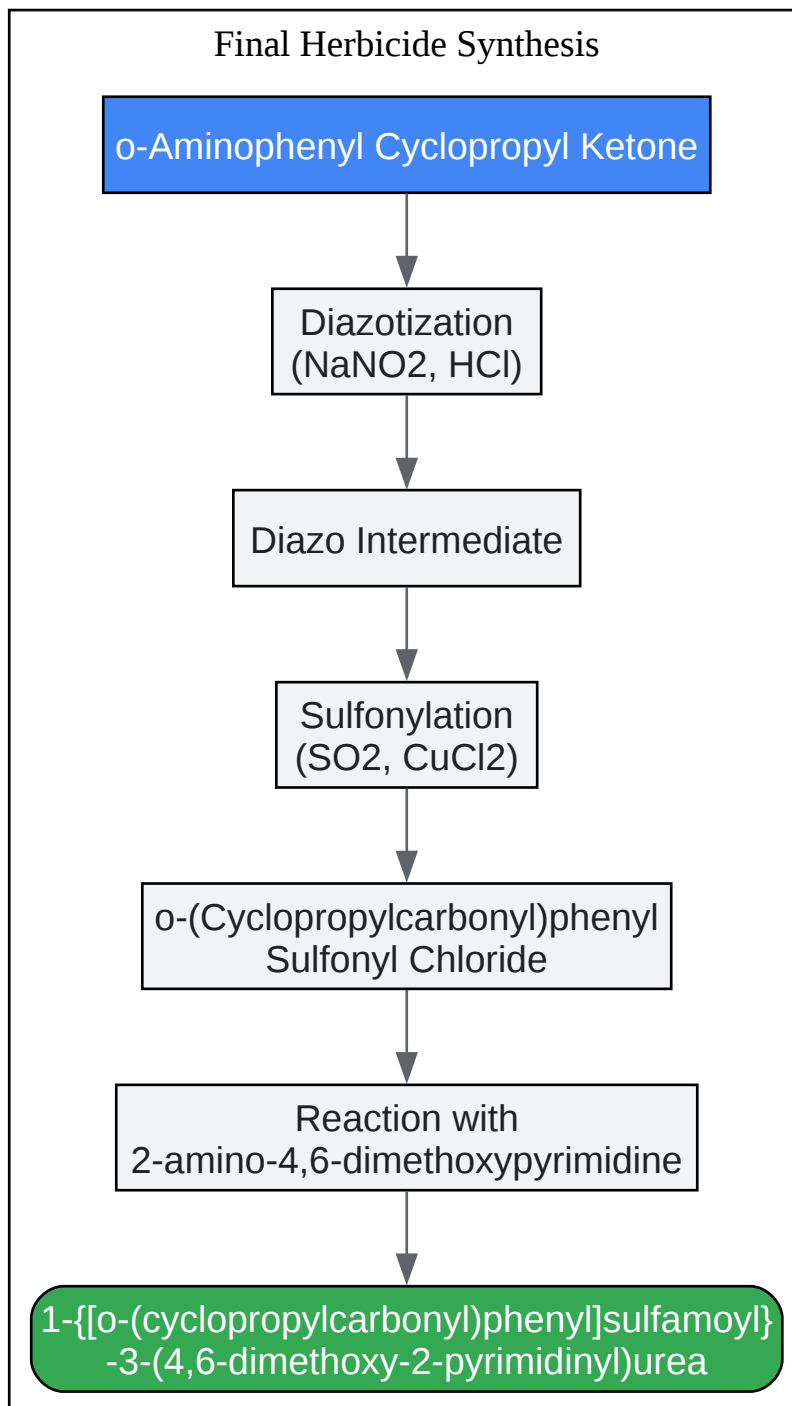 Final Herbicide Synthesis
o-Aminophenyl Cyclopropyl Ketone
Diazotization
(NaNO2, HCl)
Diazo Intermediate
Sulfonylation
(SO2, CuCl2)
o-(Cyclopropylcarbonyl)phenyl
Sulfonyl Chloride
Reaction with
2-amino-4,6-dimethoxypyrimidine
1-{[o-(cyclopropylcarbonyl)phenyl]sulfamoyl}
-3-(4,6-dimethoxy-2-pyrimidinyl)urea